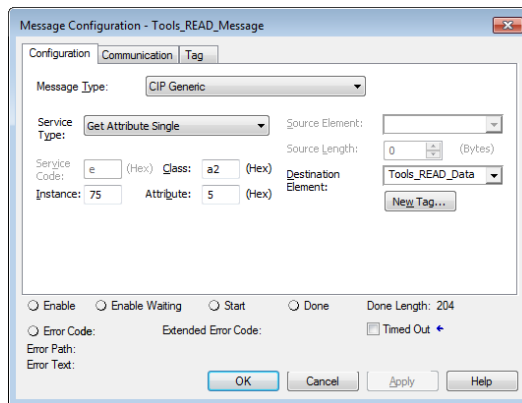 Message Configuration - Tools_READ_Message
Configuration Communication Tag
Message Type: CIP Generic
Service Type: Get Attribute Single Source Element:
Source Length: 0 (Bytes)
Service Code: e (Hex) Class: a2 (Hex) Destination Element: Tools_READ_Data
Instance: 75 Attribute: 5 (Hex) New Tag...
Enable Enable Waiting Start Done Done Length: 204
Error Code: Extended Error Code: Timed Out
Error Path:
Error Text:
OK Cancel Apply Help